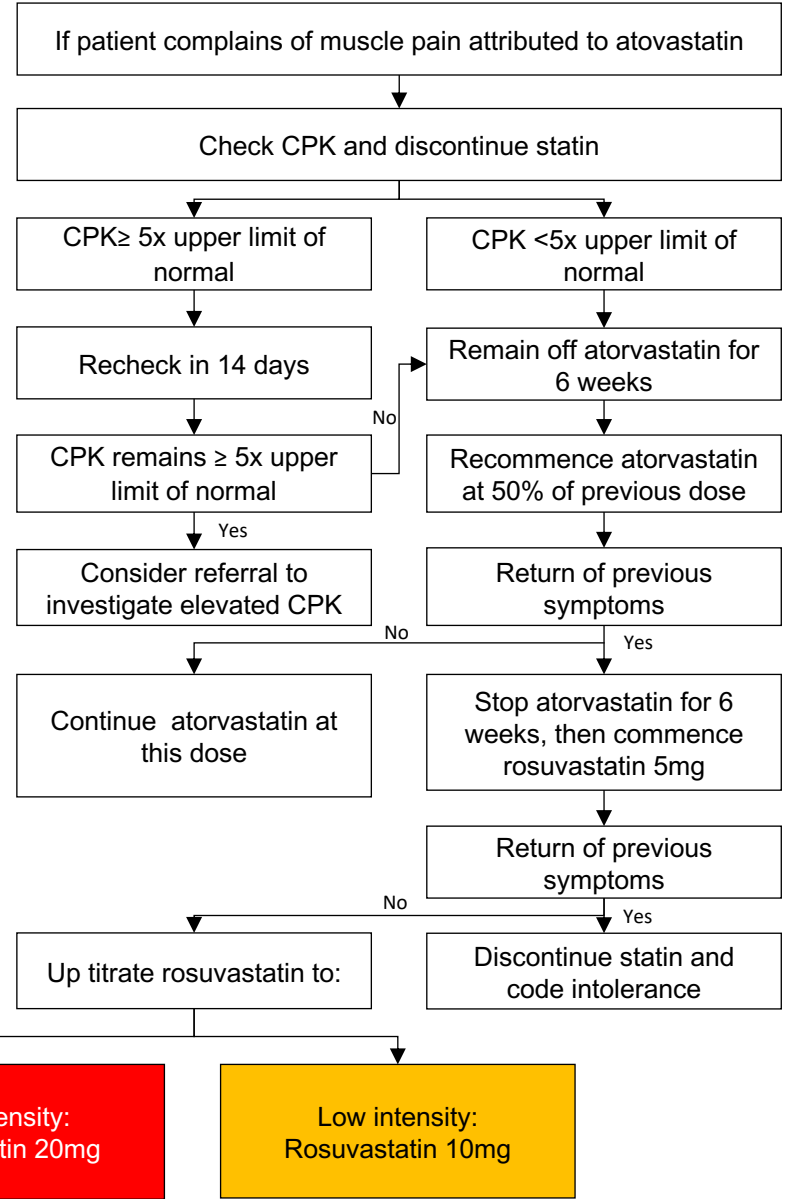 If patient complains of muscle pain attributed to atovastatin
Check CPK and discontinue statin
CPK≥ 5x upper limit of
normal
CPK <5x upper limit of
normal
Recheck in 14 days
Remain off atorvastatin for
6 weeks
No
CPK remains ≥ 5x upper
limit of normal
Recommence atorvastatin
at 50% of previous dose
Yes
Consider referral to
investigate elevated CPK
Return of previous
symptoms
No
Yes
Continue atorvastatin at
this dose
Stop atorvastatin for 6
weeks, then commence
rosuvastatin 5mg
Return of previous
symptoms
No
Yes
Up titrate rosuvastatin to:
Discontinue statin and
code intolerance
20mg
Low intensity:
Rosuvastatin 10mg